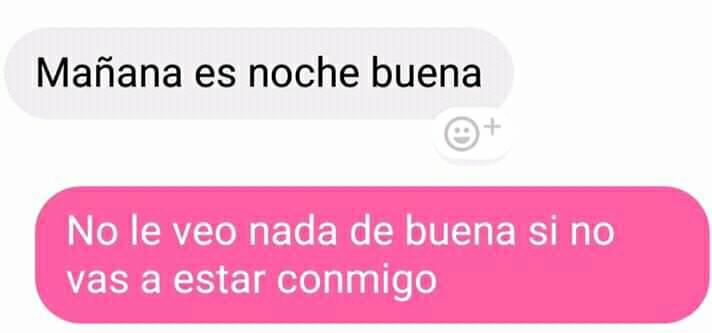 Mañana es noche buena
No le veo nada de buena si no
vas a estar conmigo